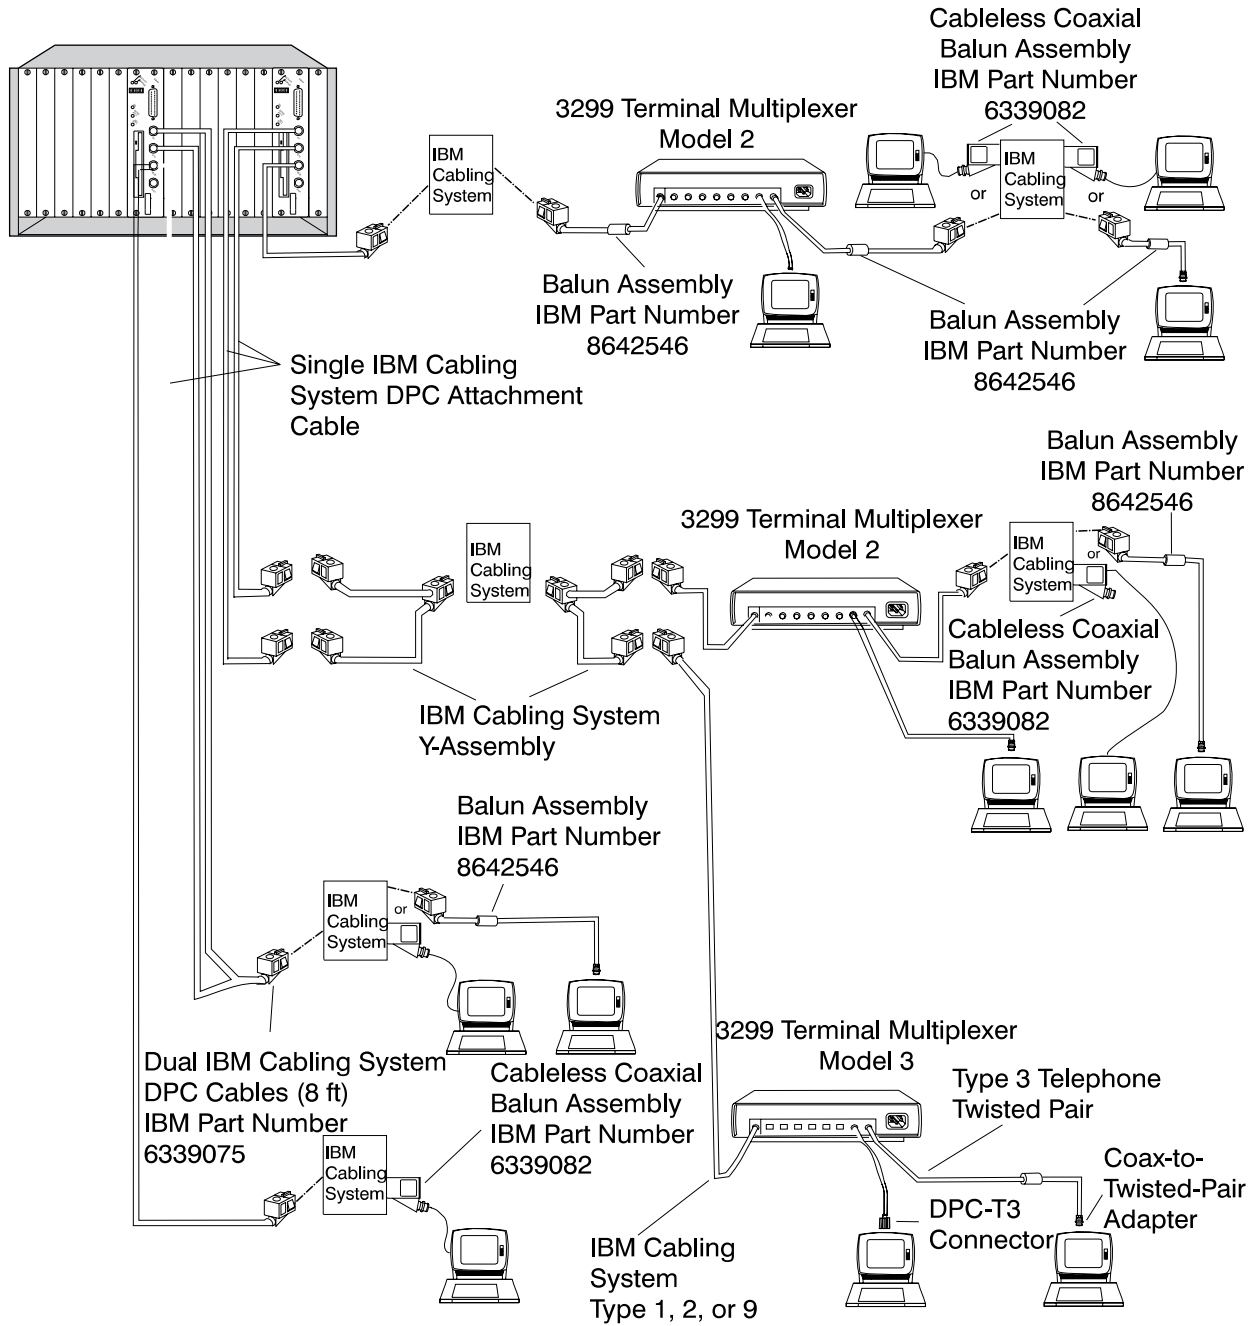 Cableless Coaxial
Balun Assembly
IBM Part Number
6339082
3299 Terminal Multiplexer
Model 2
IBM
Cabling
System
IBM
Cabling
System
or
or
Balun Assembly
IBM Part Number
8642546
Balun Assembly
IBM Part Number
8642546
Single IBM Cabling
System DPC Attachment
Cable
Balun Assembly
IBM Part Number
8642546
3299 Terminal Multiplexer
Model 2
IBM
Cabling
System
IBM
Cabling
System
or
Cableless Coaxial
Balun Assembly
IBM Part Number
6339082
IBM Cabling System
Y-Assembly
Balun Assembly
IBM Part Number
8642546
IBM
Cabling
System
or
Dual IBM Cabling System
DPC Cables (8 ft)
IBM Part Number
6339075
Cableless Coaxial
Balun Assembly
IBM Part Number
6339082
IBM
Cabling
System
3299 Terminal Multiplexer
Model 3
Type 3 Telephone
Twisted Pair
Coax-to-
Twisted-Pair
Adapter
DPC-T3
Connector
IBM Cabling
System
Type 1, 2, or 9